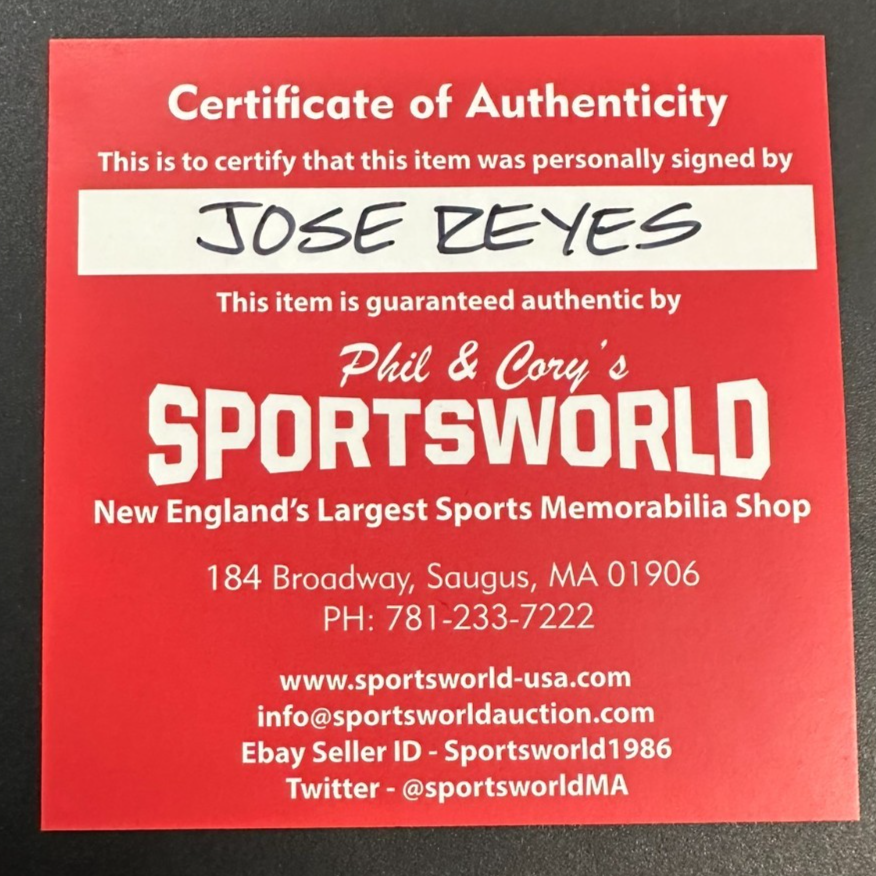 Certificate of Authenticity
This is to certify that this item was personally signed by
JOSE REYES
This item is guaranteed authentic by
Phil & Cory's
SPORTSWORLD
New England's Largest Sports Memorabilia Shop
184 Broadway, Saugus, MA 01906
PH: 781-233-7222
www.sportsworld-usa.com
info@sportsworldauction.com
Ebay Seller ID - Sportsworld1986
Twitter - @sportsworldMA